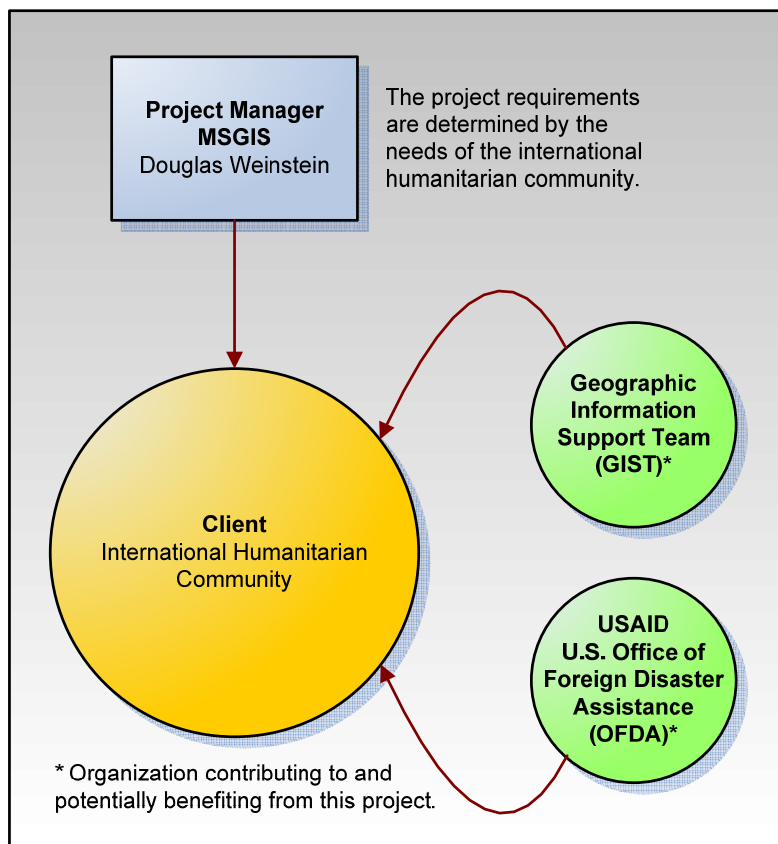 Project Manager
MSGIS
Douglas Weinstein
The project requirements
are determined by the
needs of the international
humanitarian community.
Geographic
Information
Support Team
(GIST)*
Client
International Humanitarian
Community
USAID
U.S. Office of
Foreign Disaster
Assistance
(OFDA)*
* Organization contributing to and
potentially benefiting from this project.